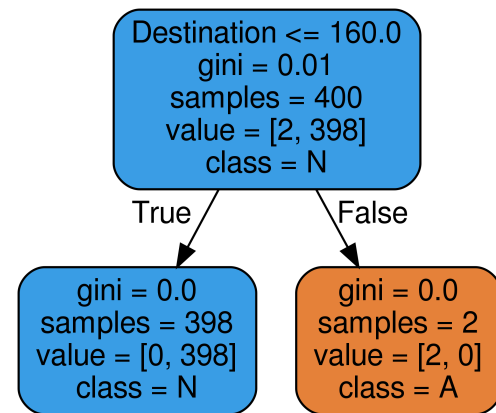 Destination <= 160.0
gini = 0.01
samples = 400
value = [2, 398]
class = N
True
False
gini = 0.0
samples = 398
value = [0, 398]
class = N
gini = 0.0
samples = 2
value = [2, 0]
class = A